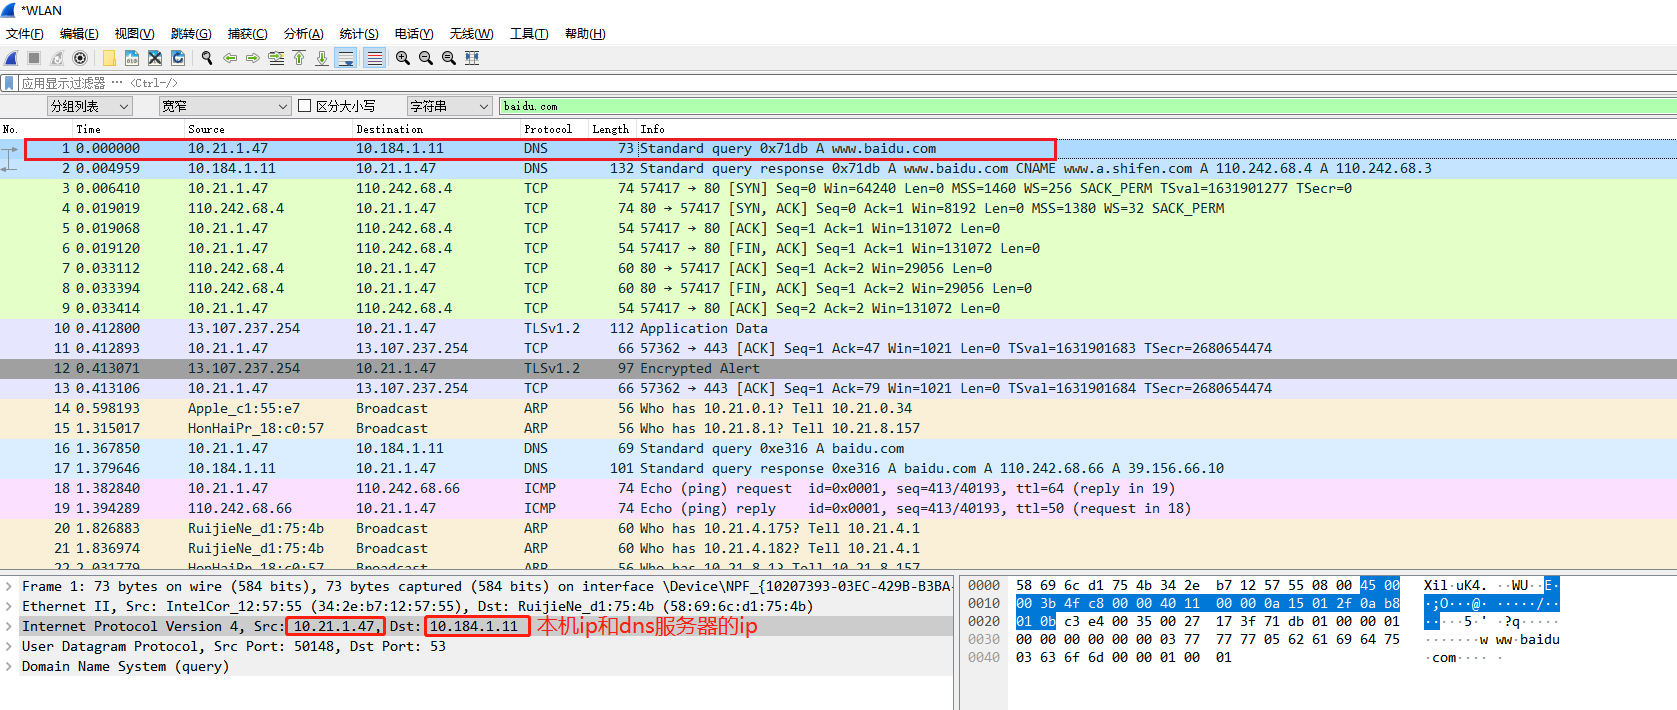 *WLAN
文件(F) 编辑(E) 视图(V) 跳转(G) 捕获(C) 分析(A) 统计(S) 电话(Y) 无线(W) 工具(T) 帮助(H)
应用显示过滤器 … <Ctrl-/>
分组列表 宽窄 区分大小写 字符串 baidu.com
No. Time Source Destination Protocol Length Info
1 0.000000 10.21.1.47 10.184.1.11 DNS 73 Standard query 0x71db A www.baidu.com
2 0.004959 10.184.1.11 10.21.1.47 DNS 132 Standard query response 0x71db A www.baidu.com CNAME www.a.shifen.com A 110.242.68.4 A 110.242.68.3
3 0.006410 10.21.1.47 110.242.68.4 TCP 74 57417 → 80 [SYN] Seq=0 Win=64240 Len=0 MSS=1460 WS=256 SACK_PERM TSval=1631901277 TSecr=0
4 0.019019 110.242.68.4 10.21.1.47 TCP 74 80 → 57417 [SYN, ACK] Seq=0 Ack=1 Win=8192 Len=0 MSS=1380 WS=32 SACK_PERM
5 0.019068 10.21.1.47 110.242.68.4 TCP 54 57417 → 80 [ACK] Seq=1 Ack=1 Win=131072 Len=0
6 0.019120 10.21.1.47 110.242.68.4 TCP 54 57417 → 80 [FIN, ACK] Seq=1 Ack=1 Win=131072 Len=0
7 0.033112 110.242.68.4 10.21.1.47 TCP 60 80 → 57417 [ACK] Seq=1 Ack=2 Win=29056 Len=0
8 0.033394 110.242.68.4 10.21.1.47 TCP 60 80 → 57417 [FIN, ACK] Seq=1 Ack=2 Win=29056 Len=0
9 0.033414 10.21.1.47 110.242.68.4 TCP 54 57417 → 80 [ACK] Seq=2 Ack=2 Win=131072 Len=0
10 0.412800 13.107.237.254 10.21.1.47 TLSv1.2 112 Application Data
11 0.412893 10.21.1.47 13.107.237.254 TCP 66 57362 → 443 [ACK] Seq=1 Ack=47 Win=1021 Len=0 TSval=1631901683 TSecr=2680654474
12 0.413071 13.107.237.254 10.21.1.47 TLSv1.2 97 Encrypted Alert
13 0.413106 10.21.1.47 13.107.237.254 TCP 66 57362 → 443 [ACK] Seq=1 Ack=79 Win=1021 Len=0 TSval=1631901684 TSecr=2680654474
14 0.598193 Apple_c1:55:e7 Broadcast ARP 56 Who has 10.21.0.1? Tell 10.21.0.34
15 1.315017 HonHaiPr_18:c0:57 Broadcast ARP 56 Who has 10.21.8.1? Tell 10.21.8.157
16 1.367850 10.21.1.47 10.184.1.11 DNS 69 Standard query 0xe316 A baidu.com
17 1.379646 10.184.1.11 10.21.1.47 DNS 101 Standard query response 0xe316 A baidu.com A 110.242.68.66 A 39.156.66.10
18 1.382840 10.21.1.47 110.242.68.66 ICMP 74 Echo (ping) request id=0x0001, seq=413/40193, ttl=64 (reply in 19)
19 1.394289 110.242.68.66 10.21.1.47 ICMP 74 Echo (ping) reply id=0x0001, seq=413/40193, ttl=50 (request in 18)
20 1.826883 RuijieNe_d1:75:4b Broadcast ARP 60 Who has 10.21.4.175? Tell 10.21.4.1
21 1.836974 RuijieNe_d1:75:4b Broadcast ARP 60 Who has 10.21.4.182? Tell 10.21.4.1
22 2.031779 HonHaiPr_18:c0:57 Broadcast ARP 56 Who has 10.21.8.1? Tell 10.21.8.157
Frame 1: 73 bytes on wire (584 bits), 73 bytes captured (584 bits) on interface \Device\NPF_{10207393-03EC-429B-B3BA-
Ethernet II, Src: IntelCor_12:57:55 (34:2e:b7:12:57:55), Dst: RuijieNe_d1:75:4b (58:69:6c:d1:75:4b)
Internet Protocol Version 4, Src: 10.21.1.47, Dst: 10.184.1.11 本机ip和dns服务器的ip
User Datagram Protocol, Src Port: 50148, Dst Port: 53
Domain Name System (query)
0000 58 69 6c d1 75 4b 34 2e b7 12 57 55 08 00 45 00 Xil·uK4. ··WU··E·
0010 00 3b 4f c8 00 00 40 11 00 00 0a 15 01 2f 0a b8 ·;O···@· ·····/··
0020 01 0b c3 e4 00 35 00 27 17 3f 71 db 01 00 00 01 ·····5·' ·?q·····
0030 00 00 00 00 00 00 03 77 77 77 05 62 61 69 64 75 ·······w ww·baidu
0040 03 63 6f 6d 00 00 01 00 01 ·com···· ·